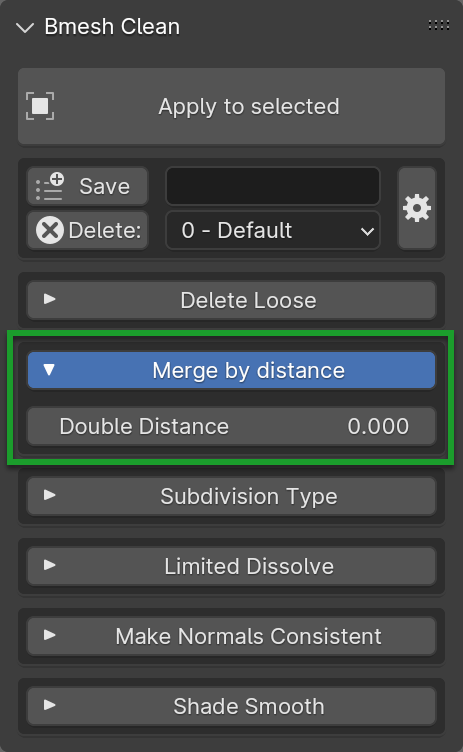 Bmesh Clean
Apply to selected
Save
Delete: 0 - Default
Delete Loose
Merge by distance
Double Distance 0.000
Subdivision Type
Limited Dissolve
Make Normals Consistent
Shade Smooth